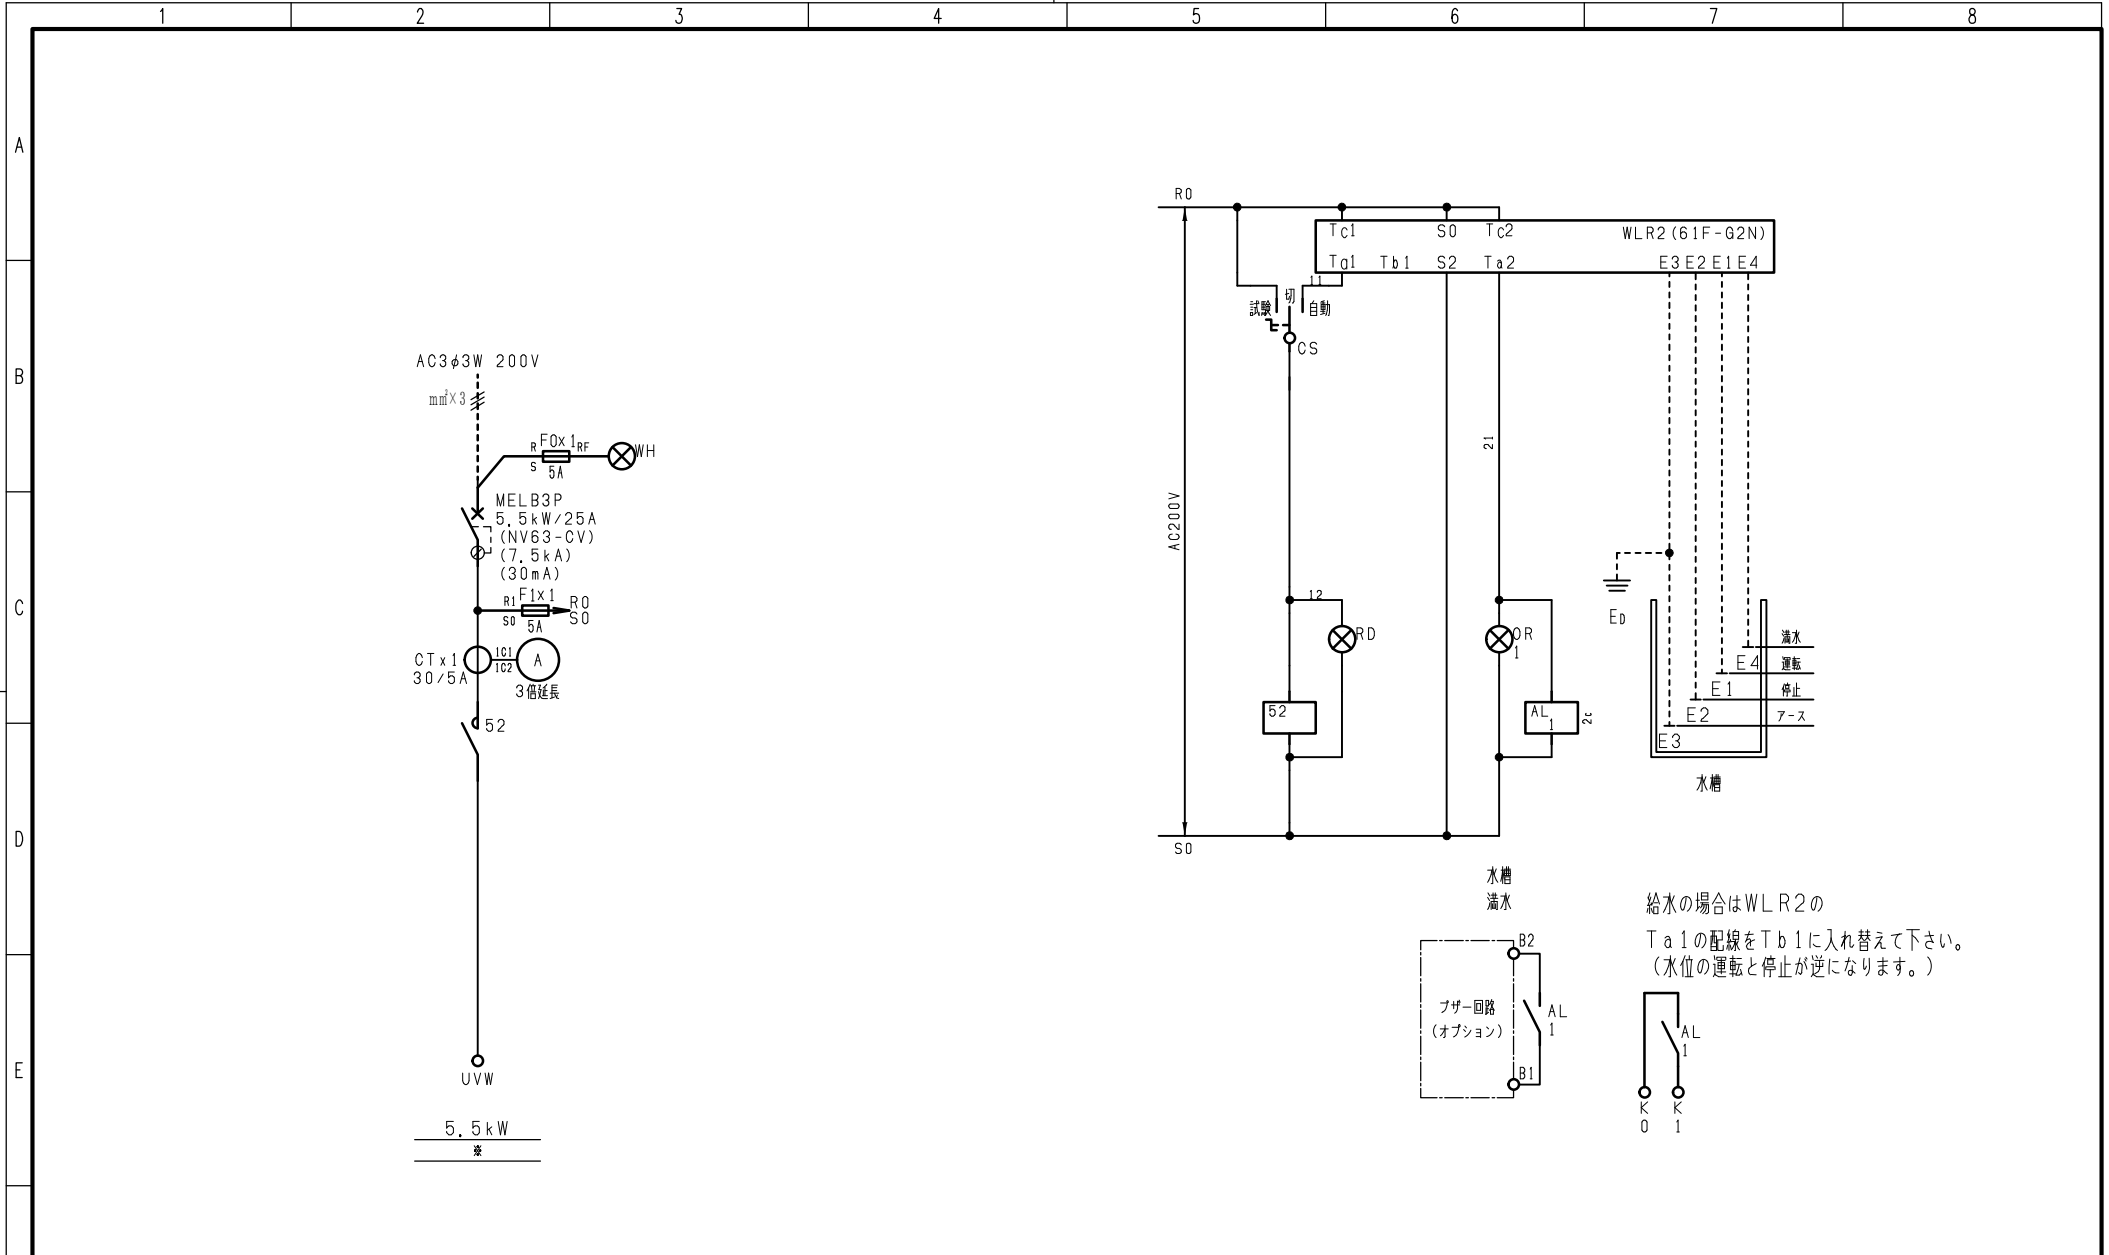 1 2 3 4 5 6 7 8
A
B
C
D
E
AC3φ3W 200V
mm²×3
R F0x1 RF
S 5A
WH
MELB3P
5.5kW/25A
(NV63-CV)
(7.5kA)
(30mA)
R1 F1x1 R0
S0 5A S0
CTx1
30/5A
1C1
1C2
A
3倍延長
52
UVW
5.5kW
※
R0
Tc1 S0 Tc2 WLR2(61F-G2N)
Ta1 Tb1 S2 Ta2 E3 E2 E1 E4
11
試験 切 自動
CS
21
AC200V
12
RD
OR
1
52
AL
1
2c
ED
満水
E4 運転
E1 停止
E2 アース
E3
水槽
S0
水槽
満水
給水の場合はWLR2の
Ta1の配線をTb1に入れ替えて下さい。
(水位の運転と停止が逆になります。)
B2
ブザー回路
(オプション)
AL
1
B1
AL
1
K
0
K
1